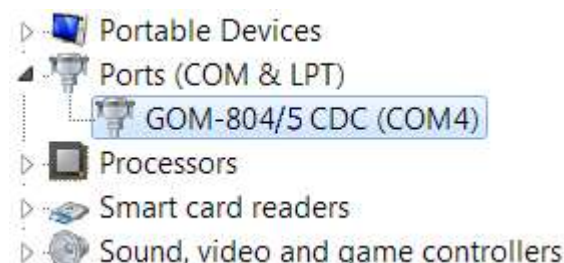 Portable Devices
Ports (COM & LPT)
GOM-804/5 CDC (COM4)
Processors
Smart card readers
Sound, video and game controllers